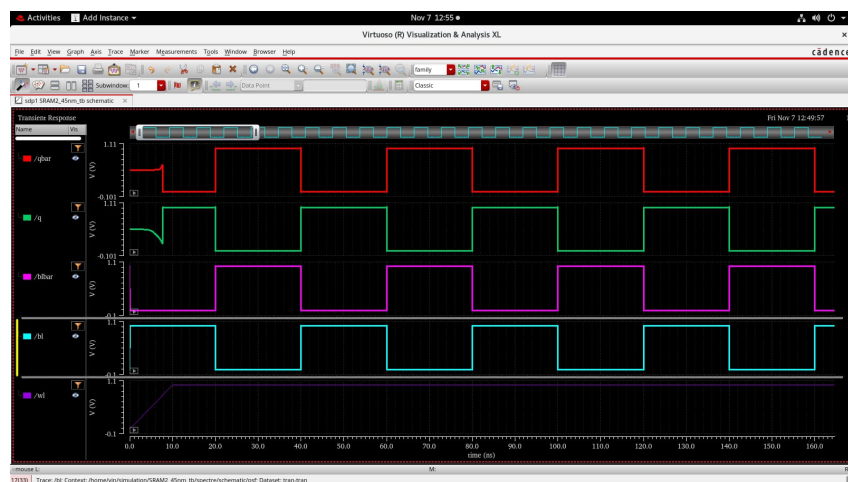 Activities Add Instance Nov 7 12:55
Virtuoso (R) Visualization & Analysis XL
File Edit View Graph Axis Trace Marker Measurements Tools Window Browser Help cādence
family
Subwindow: 1 Data Point Classic
sdp1 SRAM2_45nm_tb schematic
Transient Response Fri Nov 7 12:49:57
Name Vis
1.11
/qbar
V (V)
-0.101
1.11
/q
V (V)
-0.101
1.1
/blbar
V (V)
-0.1
1.1
/bl
V (V)
-0.1
1.1
/wl
V (V)
-0.1
0.0 10.0 20.0 30.0 40.0 50.0 60.0 70.0 80.0 90.0 100.0 110.0 120.0 130.0 140.0 150.0 160.0
time (ns)
mouse L: M: R
12(33) Trace: /bl; Context: /home/vip/simulation/SRAM2_45nm_tb/spectre/schematic/psf; Dataset: tran-tran